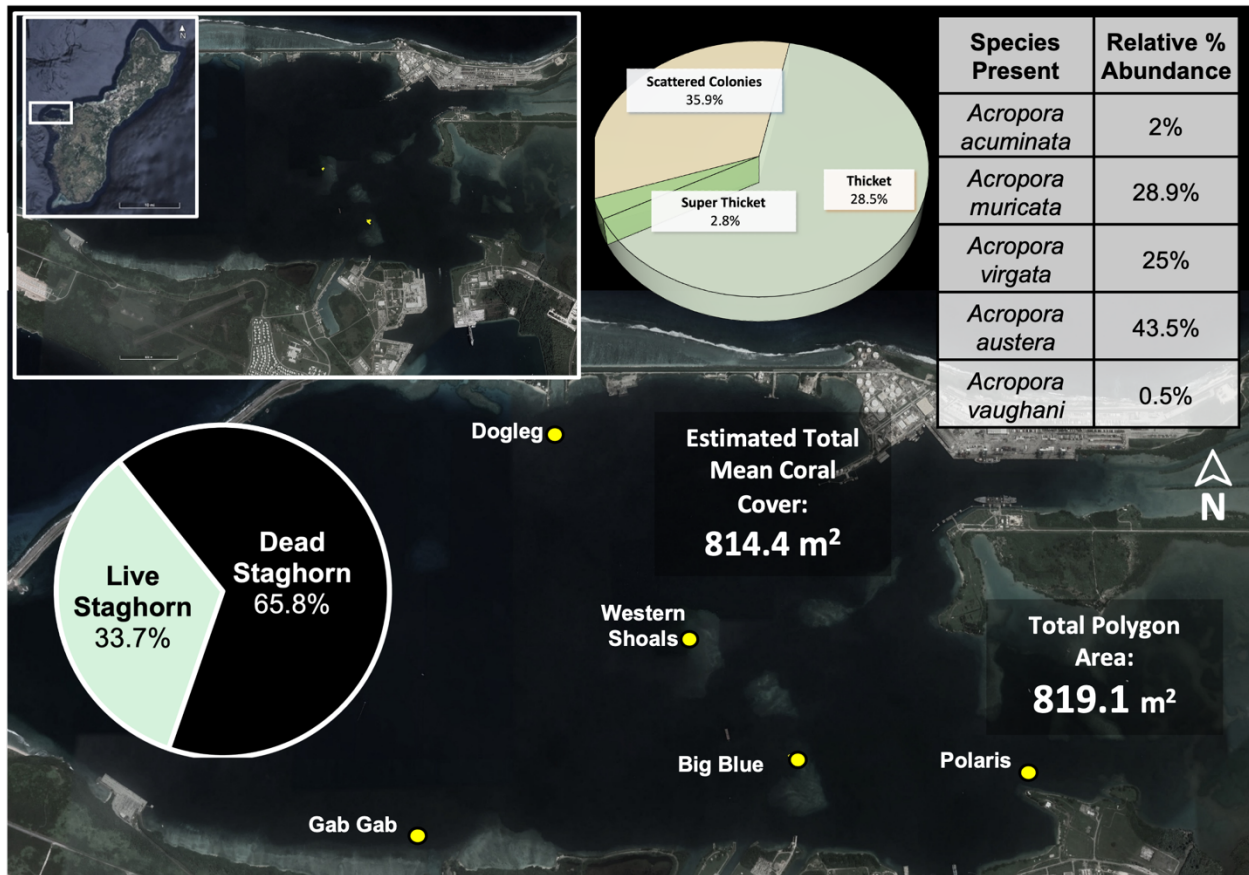 N
Scattered Colonies
35.9%
Thicket
28.5%
Super Thicket
2.8%
Species
Present
Relative %
Abundance
Acropora
acuminata
2%
Acropora
muricata
28.9%
Acropora
virgata
25%
Acropora
austera
43.5%
Acropora
vaughani
0.5%
Dogleg
Estimated Total
Mean Coral
Cover:
814.4 m²
N
Dead
Staghorn
65.8%
Live
Staghorn
33.7%
Western
Shoals
Total Polygon
Area:
819.1 m²
Big Blue
Polaris
Gab Gab